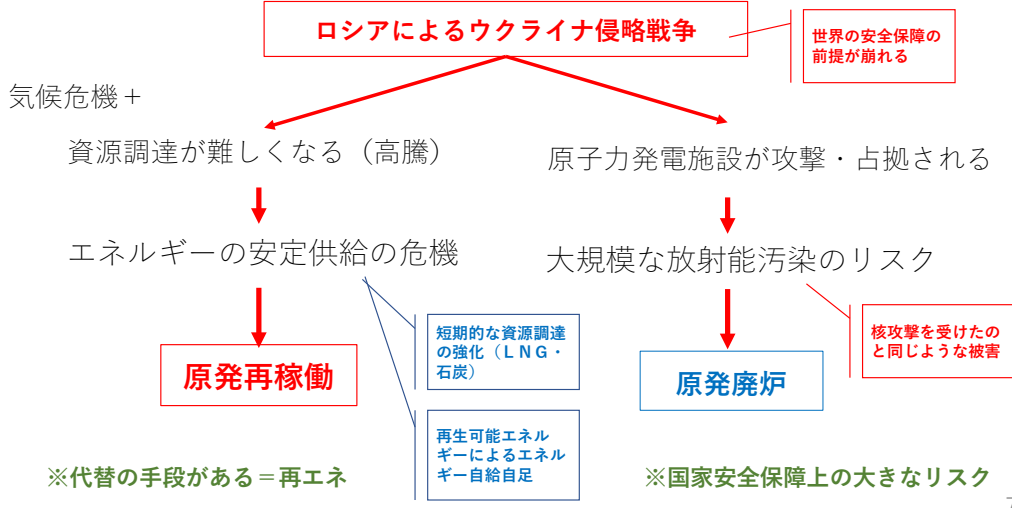 ロシアによるウクライナ侵略戦争
世界の安全保障の
前提が崩れる
気候危機＋
資源調達が難しくなる（高騰）
原子力発電施設が攻撃・占拠される
エネルギーの安定供給の危機
大規模な放射能汚染のリスク
短期的な資源調達
の強化（ＬＮＧ・
石炭）
核攻撃を受けたの
と同じような被害
原発再稼働
原発廃炉
再生可能エネル
ギーによるエネル
ギー自給自足
※代替の手段がある＝再エネ
※国家安全保障上の大きなリスク